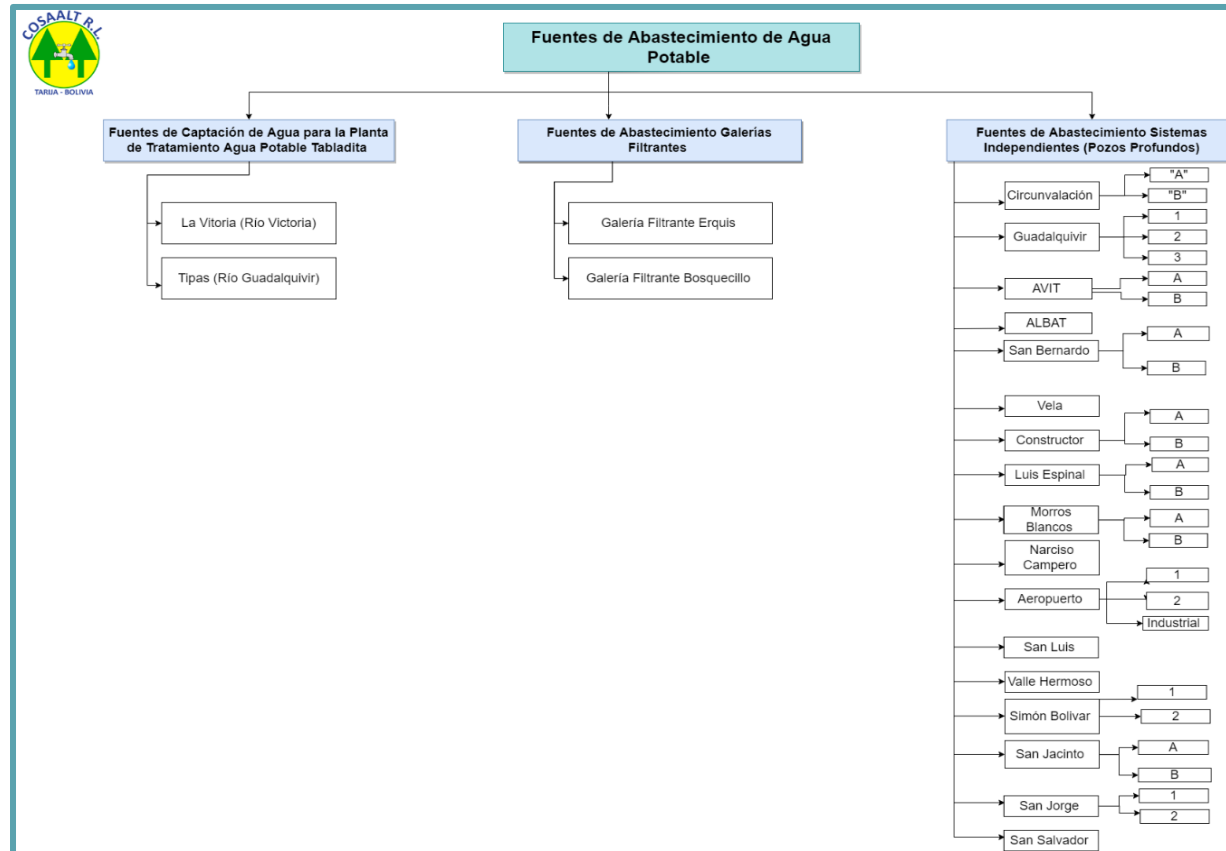 COSAALT R.L.
TARIJA - BOLIVIA
Fuentes de Abastecimiento de Agua
Potable
Fuentes de Captación de Agua para la Planta
de Tratamiento Agua Potable Tabladita
La Vitoria (Río Victoria)
Tipas (Río Guadalquivir)
Fuentes de Abastecimiento Galerías
Filtrantes
Galería Filtrante Erquis
Galería Filtrante Bosquecillo
Fuentes de Abastecimiento Sistemas
Independientes (Pozos Profundos)
Circunvalación
"A"
"B"
Guadalquivir
1
2
3
AVIT
A
B
ALBAT
San Bernardo
A
B
Vela
Constructor
A
B
Luis Espinal
A
B
Morros
Blancos
A
B
Narciso
Campero
Aeropuerto
1
2
Industrial
San Luis
Valle Hermoso
Simón Bolivar
1
2
San Jacinto
A
B
San Jorge
1
2
San Salvador